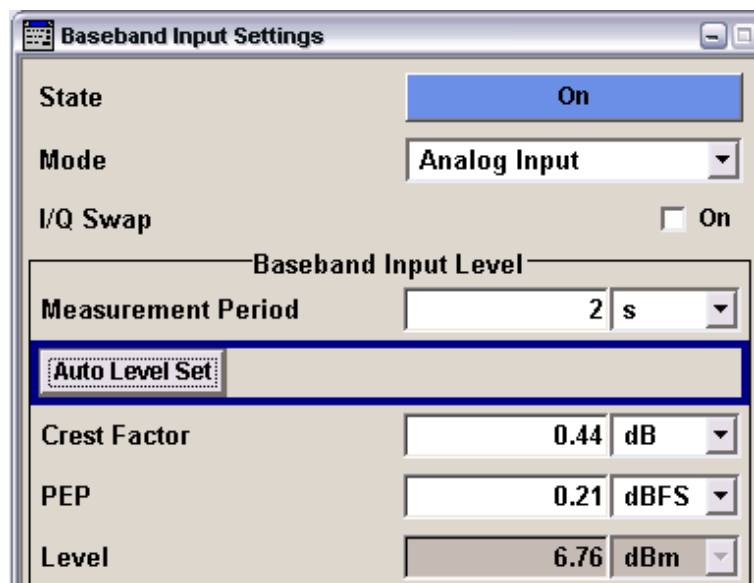 Baseband Input Settings
State On
Mode Analog Input
I/Q Swap On
Baseband Input Level
Measurement Period 2 s
Auto Level Set
Crest Factor 0.44 dB
PEP 0.21 dBFS
Level 6.76 dBm